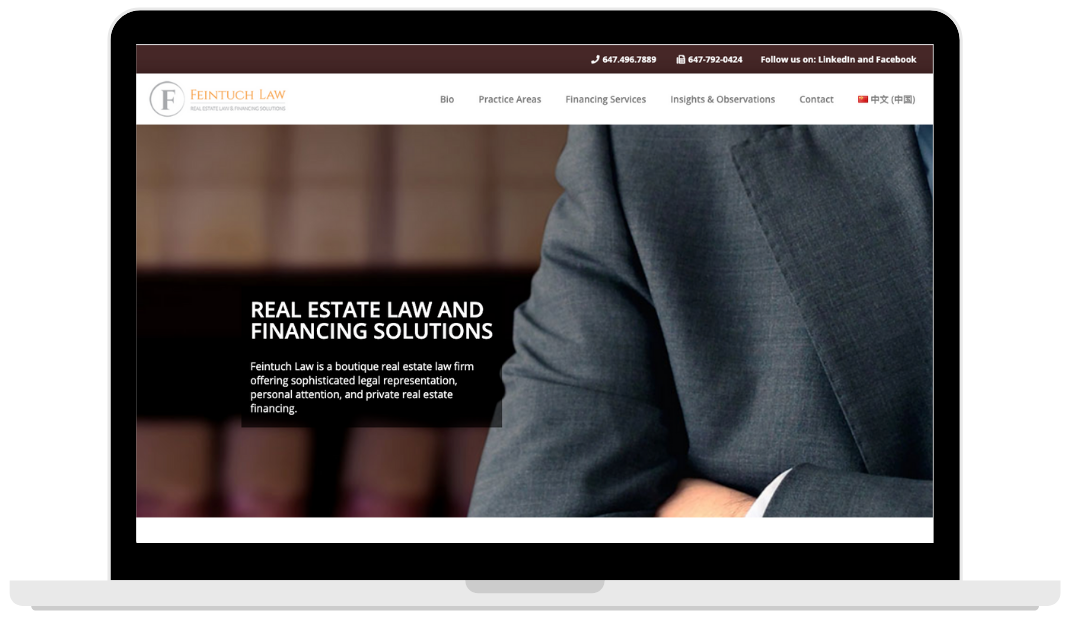 647.496.7889 647-792-0424 Follow us on: LinkedIn and Facebook
F FEINTUCH LAW
REAL ESTATE LAW & FINANCING SOLUTIONS
Bio Practice Areas Financing Services Insights & Observations Contact 中文 (中国)
REAL ESTATE LAW AND
FINANCING SOLUTIONS
Feintuch Law is a boutique real estate law firm
offering sophisticated legal representation,
personal attention, and private real estate
financing.